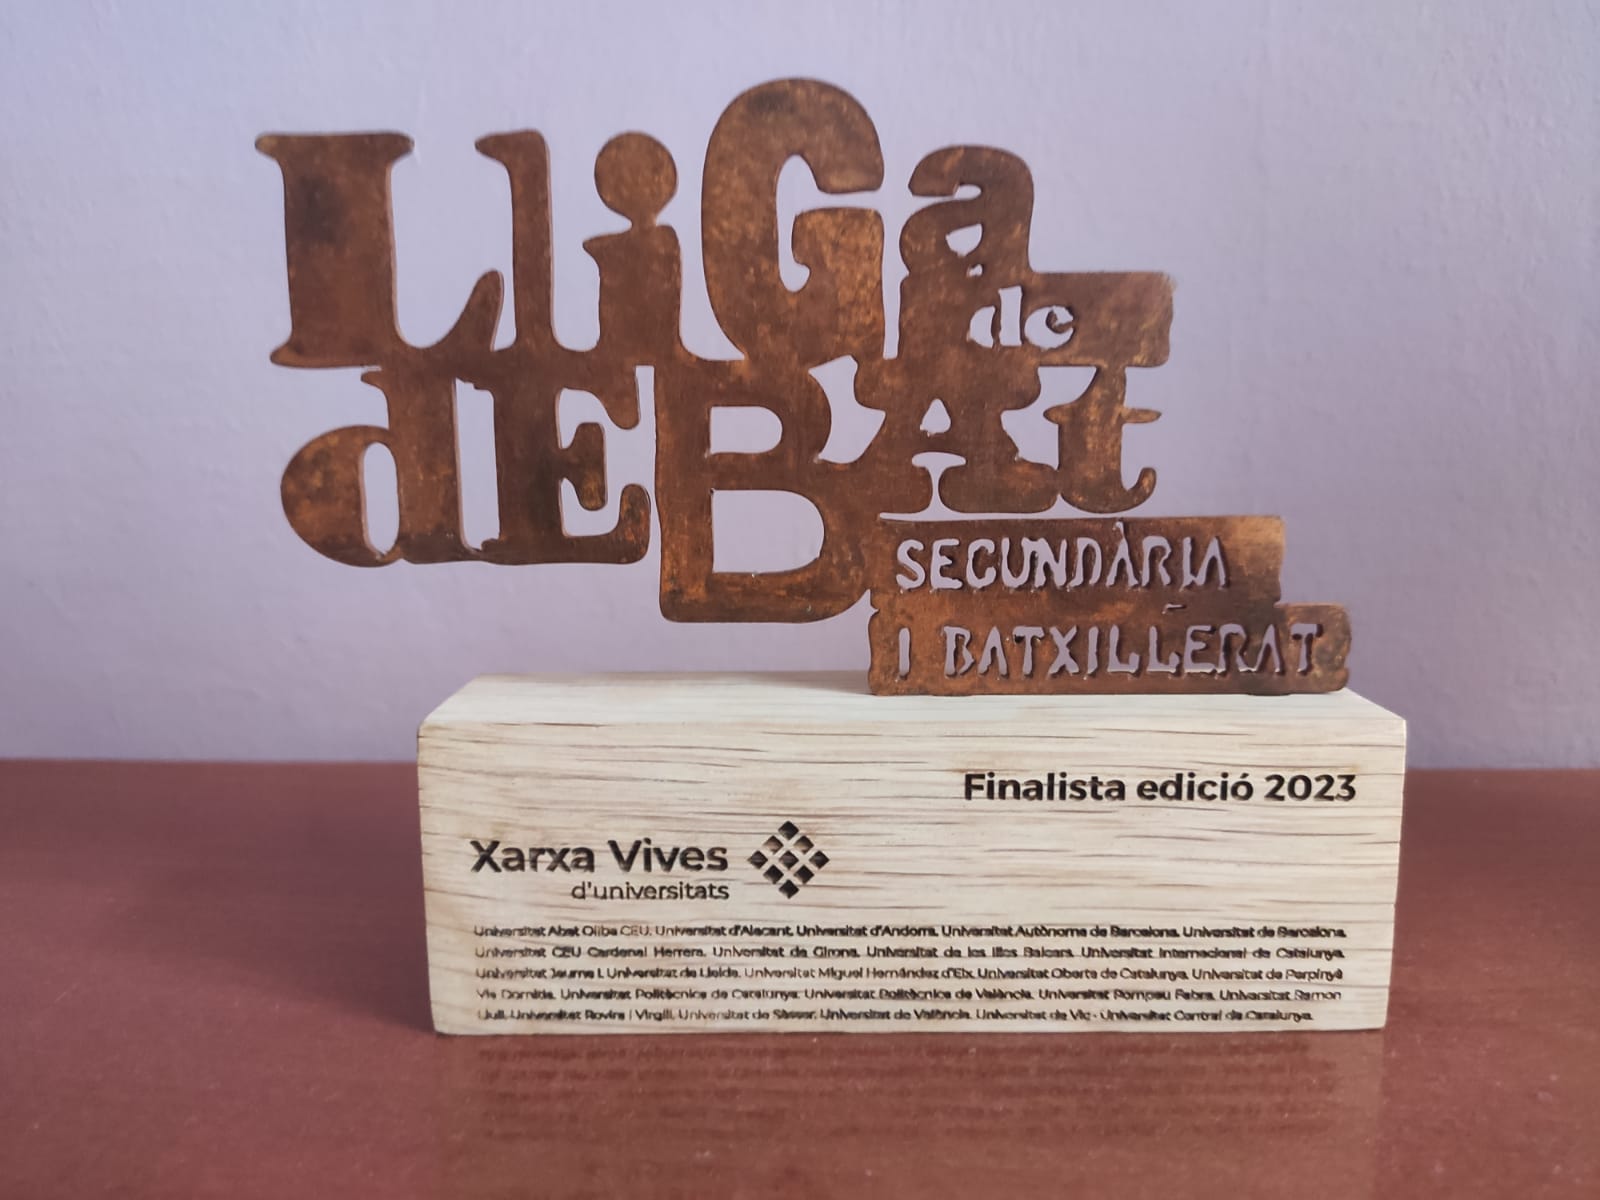 LliGa
de
dEBAt
SECUNDÀRIA
I BATXILLERAT
Finalista edició 2023
Xarxa Vives
d'universitats
Universitat Abat Oliba CEU. Universitat d'Alacant. Universitat d'Andorra. Universitat Autònoma de Barcelona. Universitat de Barcelona.
Universitat CEU Cardenal Herrera. Universitat de Girona. Universitat de les Illes Balears. Universitat Internacional de Catalunya.
Universitat Jaume I. Universitat de Lleida. Universitat Miguel Hernández d'Elx. Universitat Oberta de Catalunya. Universitat de Perpinyà
Via Domitia. Universitat Politècnica de Catalunya. Universitat Politècnica de València. Universitat Pompeu Fabra. Universitat Ramon
Llull. Universitat Rovira i Virgili. Universitat de Sàsser. Universitat de València. Universitat de Vic - Universitat Central de Catalunya.